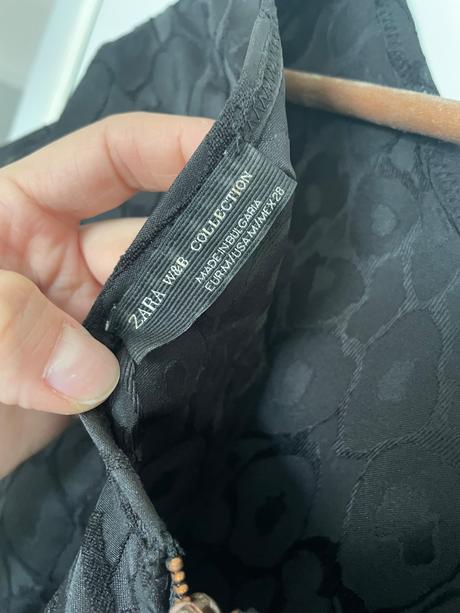 ZARA W&B COLLECTION
MADE IN BULGARIA
EUR M/USA M/MEX 28